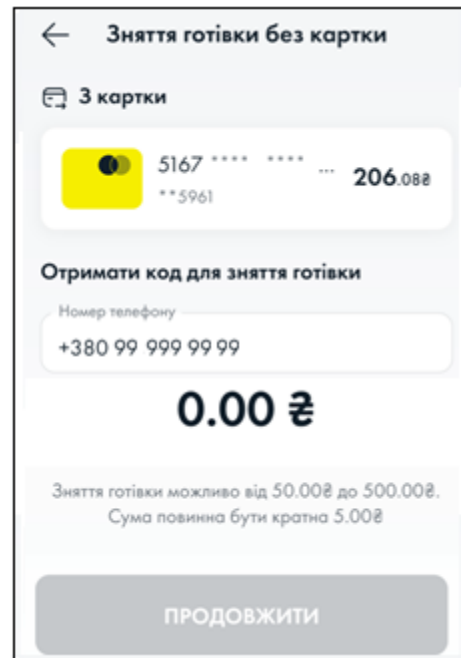 Зняття готівки без картки
З картки
5167 **** **** ... 206.08₴
**5961
Отримати код для зняття готівки
Номер телефону
+380 99 999 99 99
0.00 ₴
Зняття готівки можливо від 50.00₴ до 500.00₴.
Сума повинна бути кратна 5.00₴
ПРОДОВЖИТИ